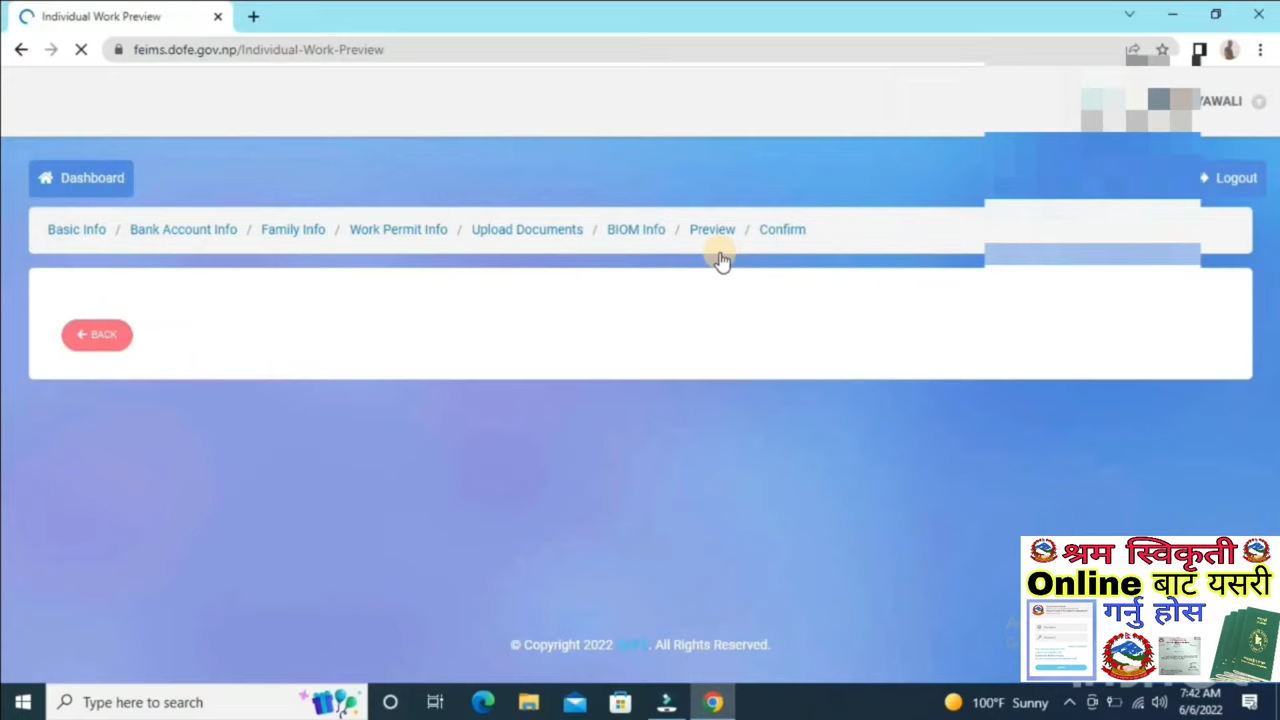 Individual Work Preview
feims.dofe.gov.np/Individual-Work-Preview
AWALI
Dashboard
Logout
Basic Info / Bank Account Info / Family Info / Work Permit Info / Upload Documents / BIOM Info / Preview / Confirm
BACK
श्रम स्विकृती
Online बाट यसरी
गर्नु होस
© Copyright 2022 . All Rights Reserved.
Type here to search
100°F Sunny
7:42 AM
6/6/2022